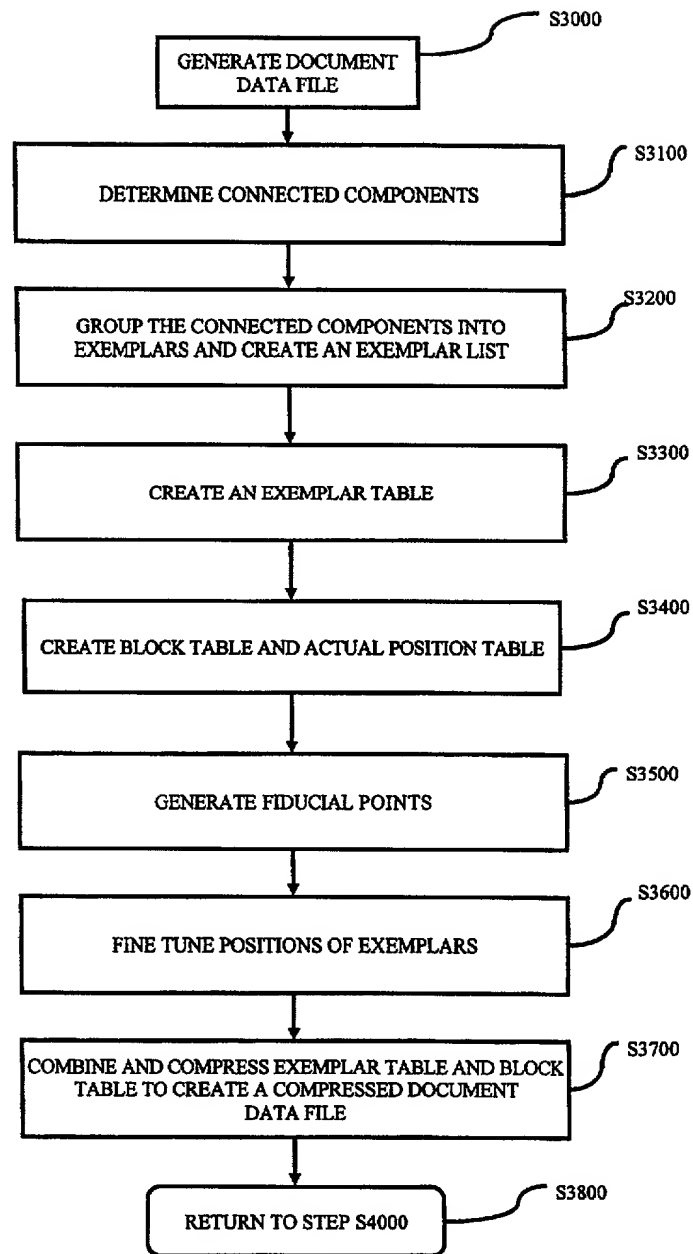 S3000
GENERATE DOCUMENT
DATA FILE
S3100
DETERMINE CONNECTED COMPONENTS
S3200
GROUP THE CONNECTED COMPONENTS INTO
EXEMPLARS AND CREATE AN EXEMPLAR LIST
S3300
CREATE AN EXEMPLAR TABLE
S3400
CREATE BLOCK TABLE AND ACTUAL POSITION TABLE
S3500
GENERATE FIDUCIAL POINTS
S3600
FINE TUNE POSITIONS OF EXEMPLARS
S3700
COMBINE AND COMPRESS EXEMPLAR TABLE AND BLOCK
TABLE TO CREATE A COMPRESSED DOCUMENT
DATA FILE
S3800
RETURN TO STEP S4000